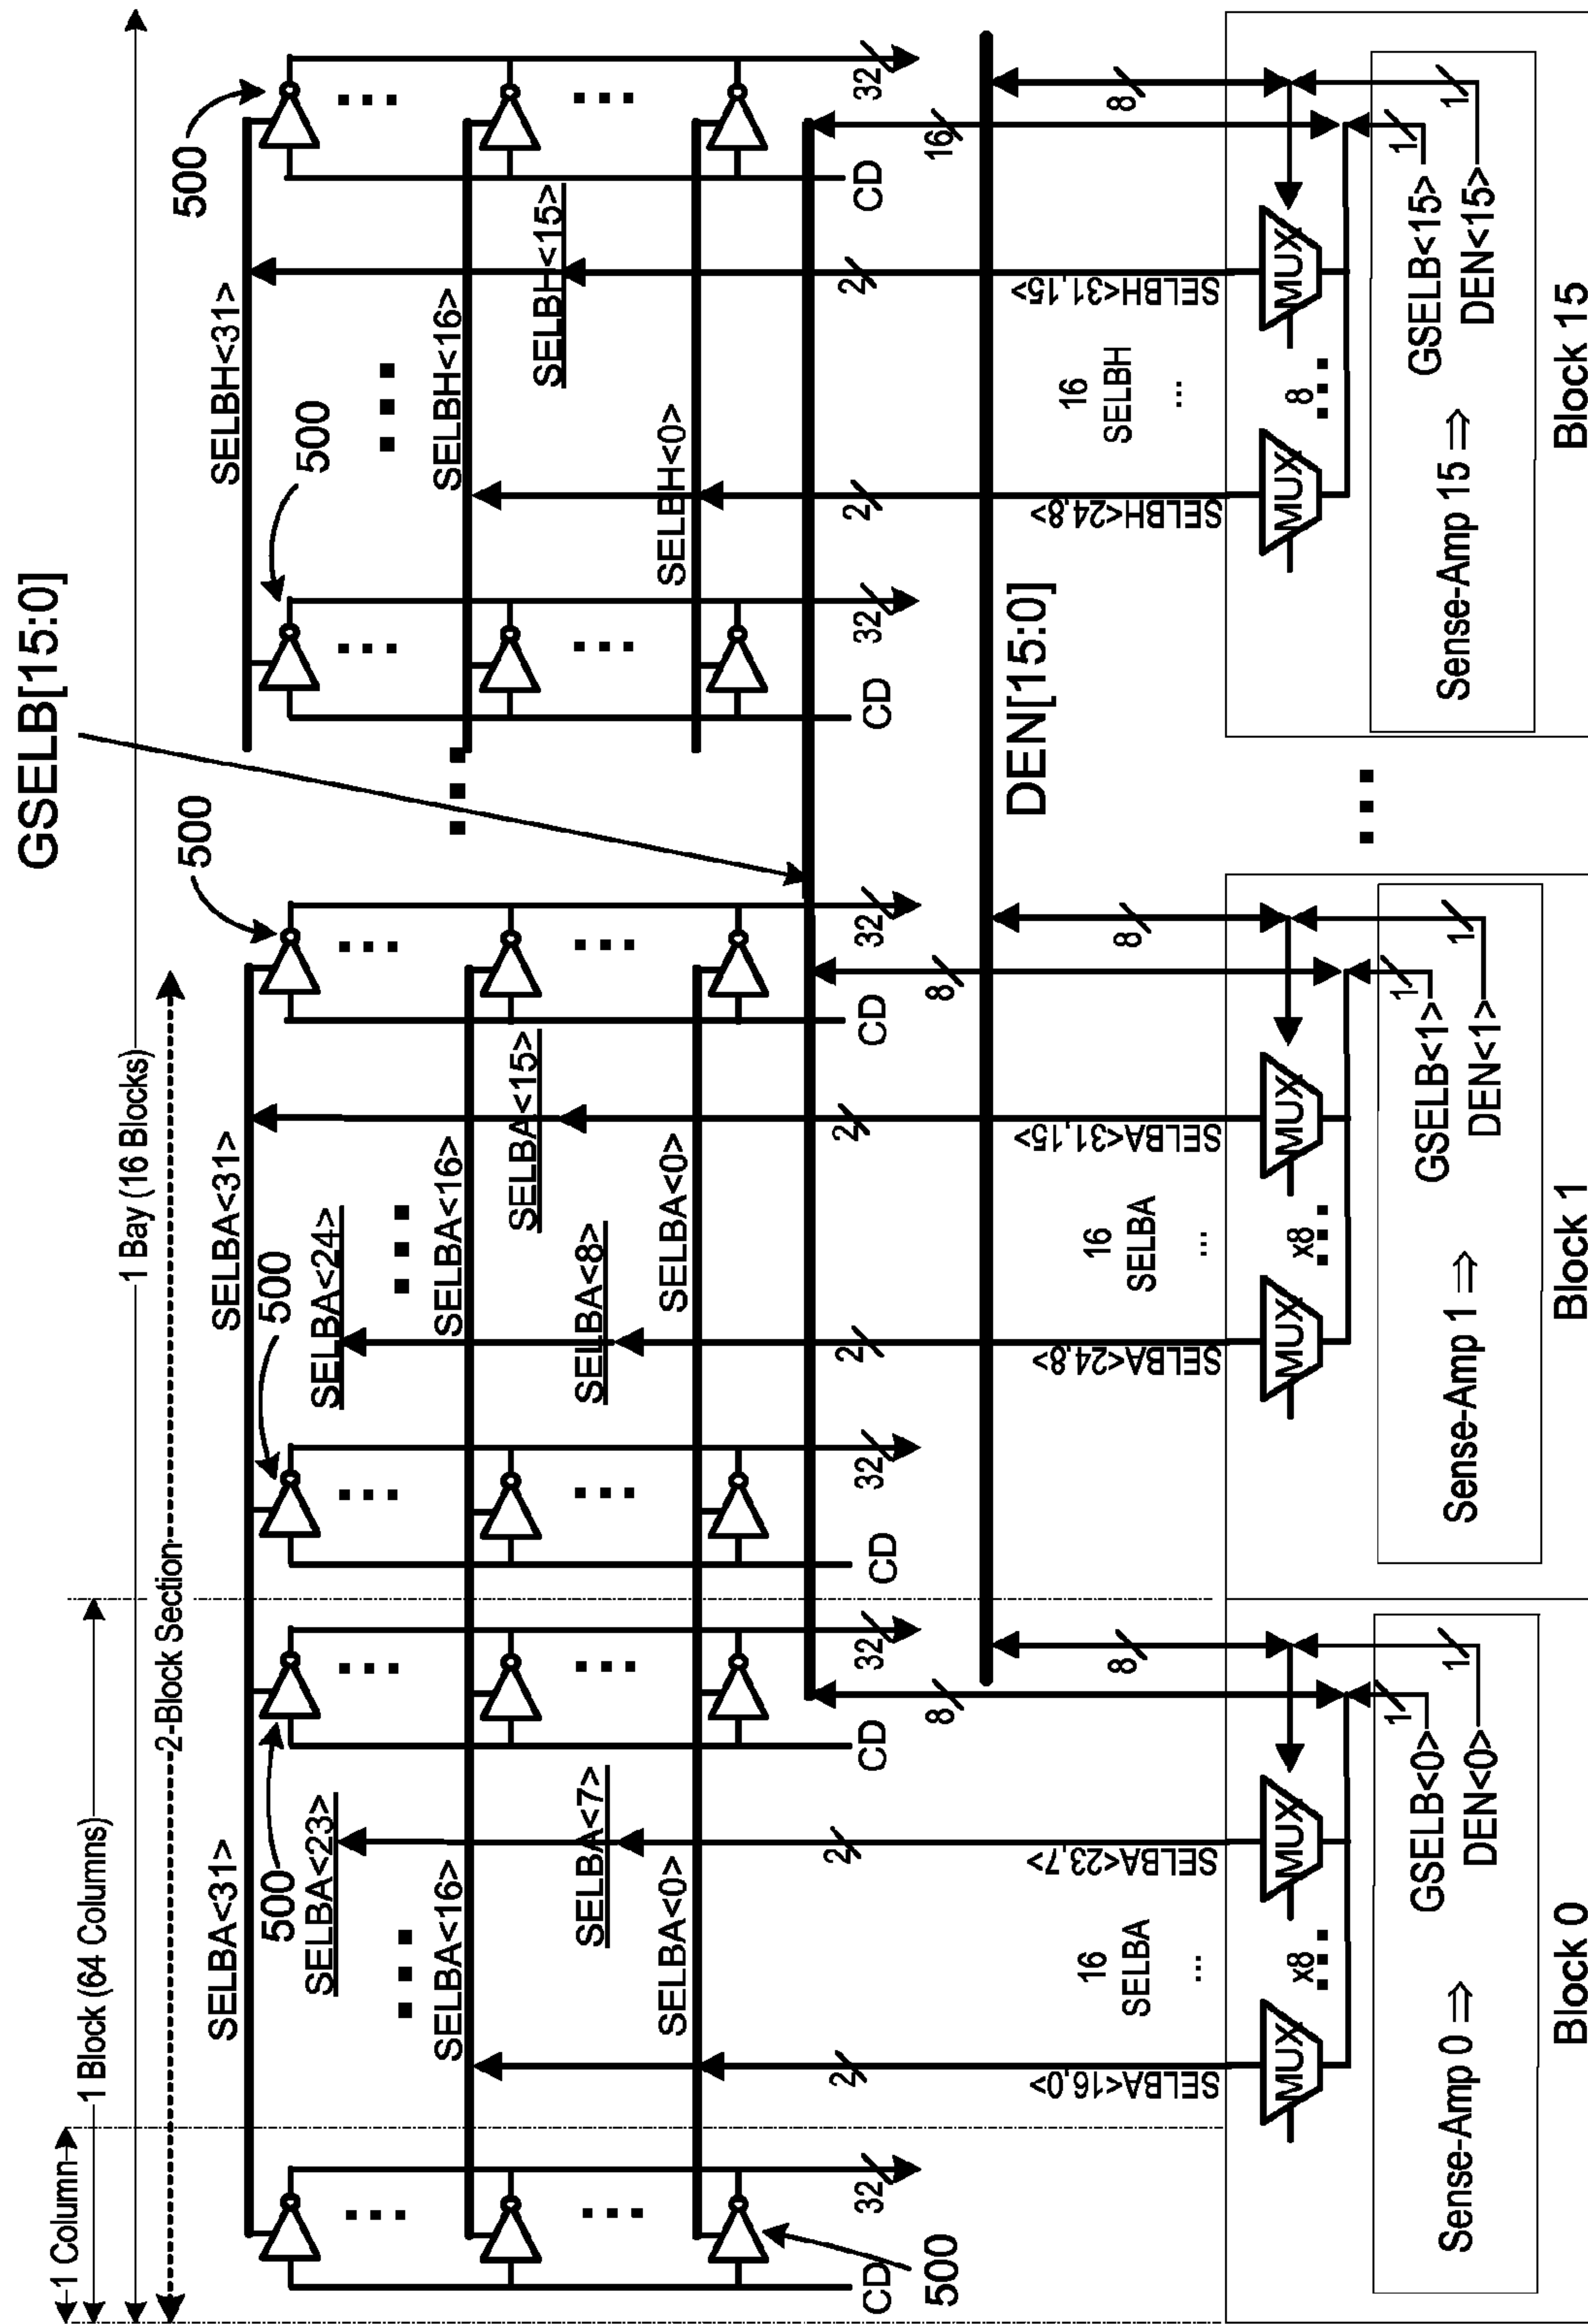 GSELB[15:0]
1 Column
1 Block (64 Columns)
1 Bay (16 Blocks)
2-Block Section
SELBA<31>
SELBA<31>
SELBH<31>
500
500
500
500
500
SELBA<23>
SELBA<24>
SELBA<16>
SELBA<16>
SELBH<16>
SELBA<15>
SELBH<15>
SELBA<7>
SELBA<8>
SELBA<0>
SELBA<0>
SELBH<0>
CD
32
CD
32
CD
32
CD
32
CD
32
CD
32
500
2
2
8
2
2
8
2
2
16
DEN[15:0]
SELBA<16,0>
SELBA<23,7>
SELBA<24,8>
SELBA<31,15>
SELBH<24,8>
SELBH<31,15>
16
SELBA
...
16
SELBA
...
16
SELBH
...
8
8
8
MUX
x8
MUX
MUX
x8
MUX
MUX
8
MUX
1
1
1
1
1
1
GSELB<0>
DEN<0>
GSELB<1>
DEN<1>
GSELB<15>
DEN<15>
Sense-Amp 0 ⇒
Sense-Amp 1 ⇒
Sense-Amp 15 ⇒
Block 0
Block 1
Block 15